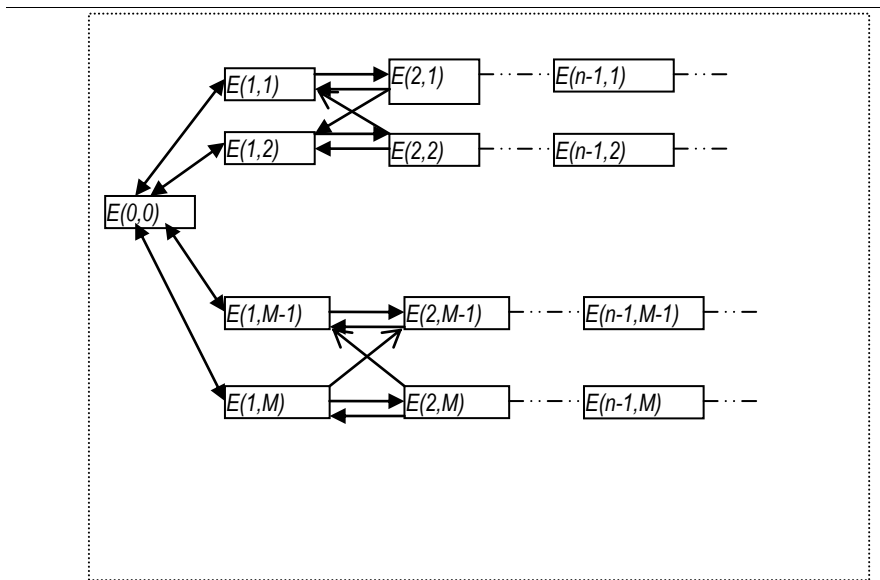 E(1,1) E(2,1) E(n-1,1)
E(1,2) E(2,2) E(n-1,2)
E(0,0)
E(1,M-1) E(2,M-1) E(n-1,M-1)
E(1,M) E(2,M) E(n-1,M)